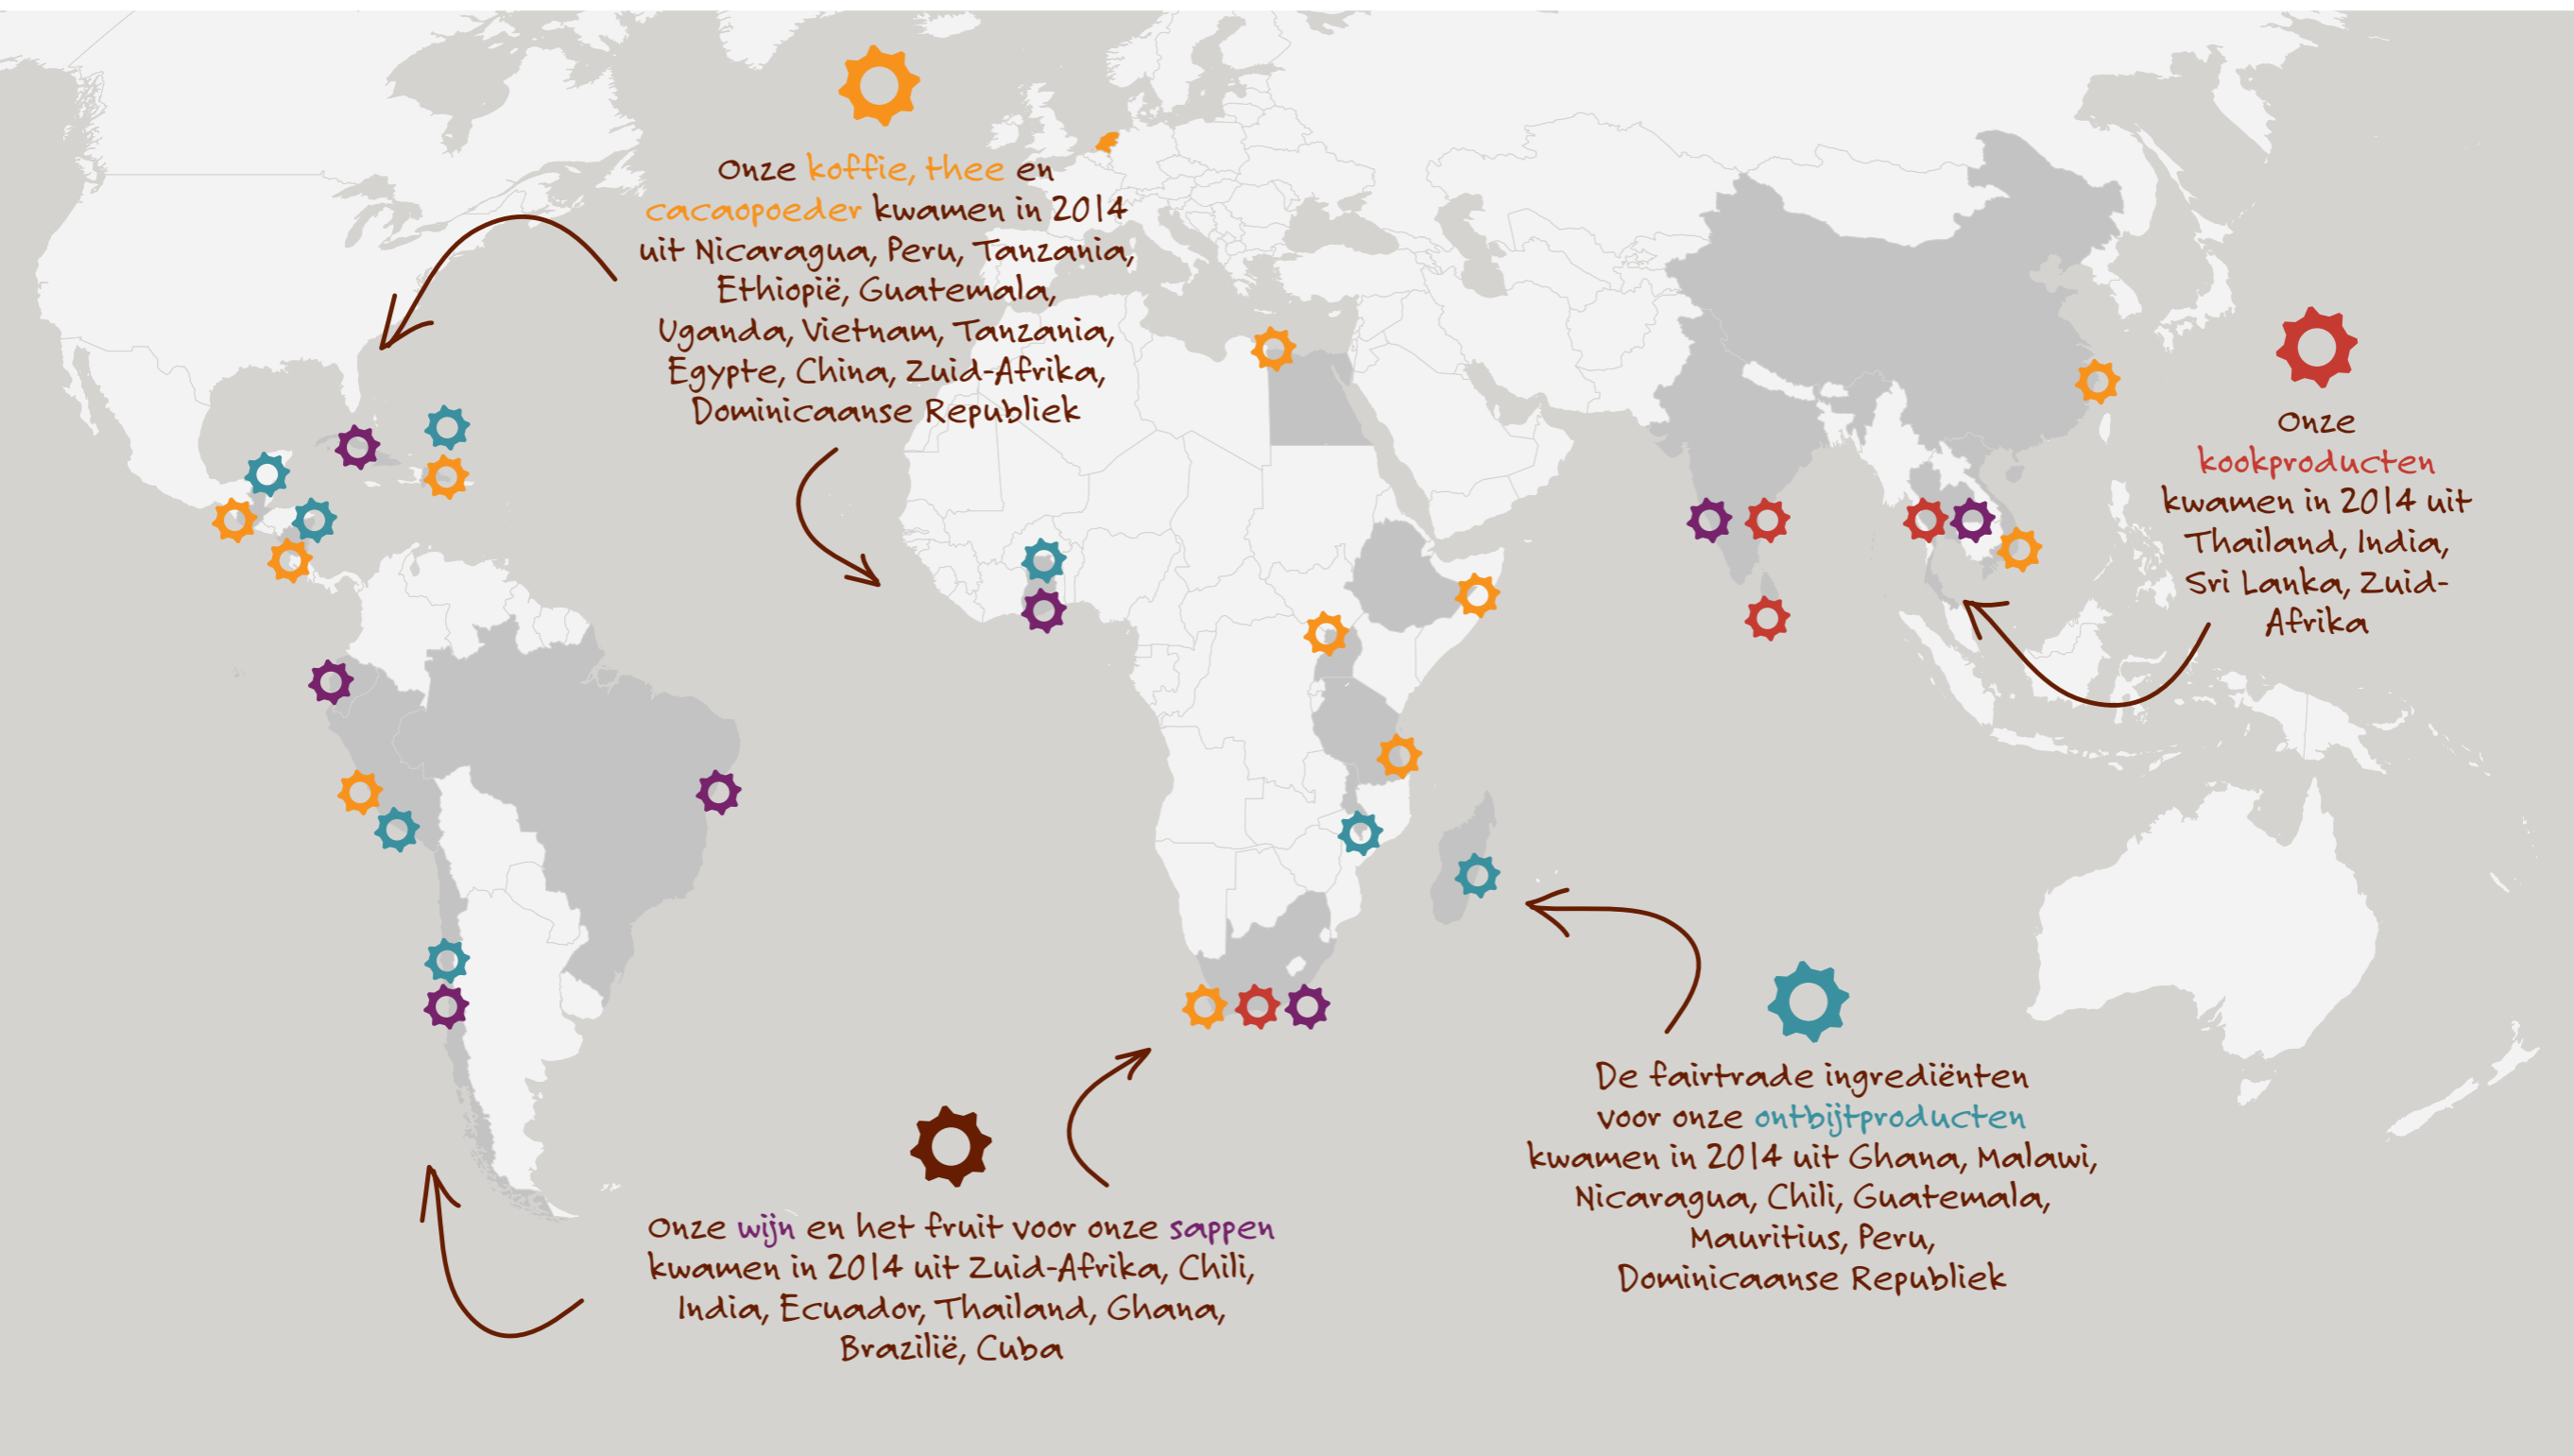 Onze koffie, thee en
cacaopoeder kwamen in 2014
uit Nicaragua, Peru, Tanzania,
Ethiopië, Guatemala,
Uganda, Vietnam, Tanzania,
Egypte, China, Zuid-Afrika,
Dominicaanse Republiek
Onze
kookproducten
kwamen in 2014 uit
Thailand, India,
Sri Lanka, Zuid-
Afrika
De fairtrade ingrediënten
voor onze ontbijtproducten
kwamen in 2014 uit Ghana, Malawi,
Nicaragua, Chili, Guatemala,
Mauritius, Peru,
Dominicaanse Republiek
Onze wijn en het fruit voor onze sappen
kwamen in 2014 uit Zuid-Afrika, Chili,
India, Ecuador, Thailand, Ghana,
Brazilië, Cuba